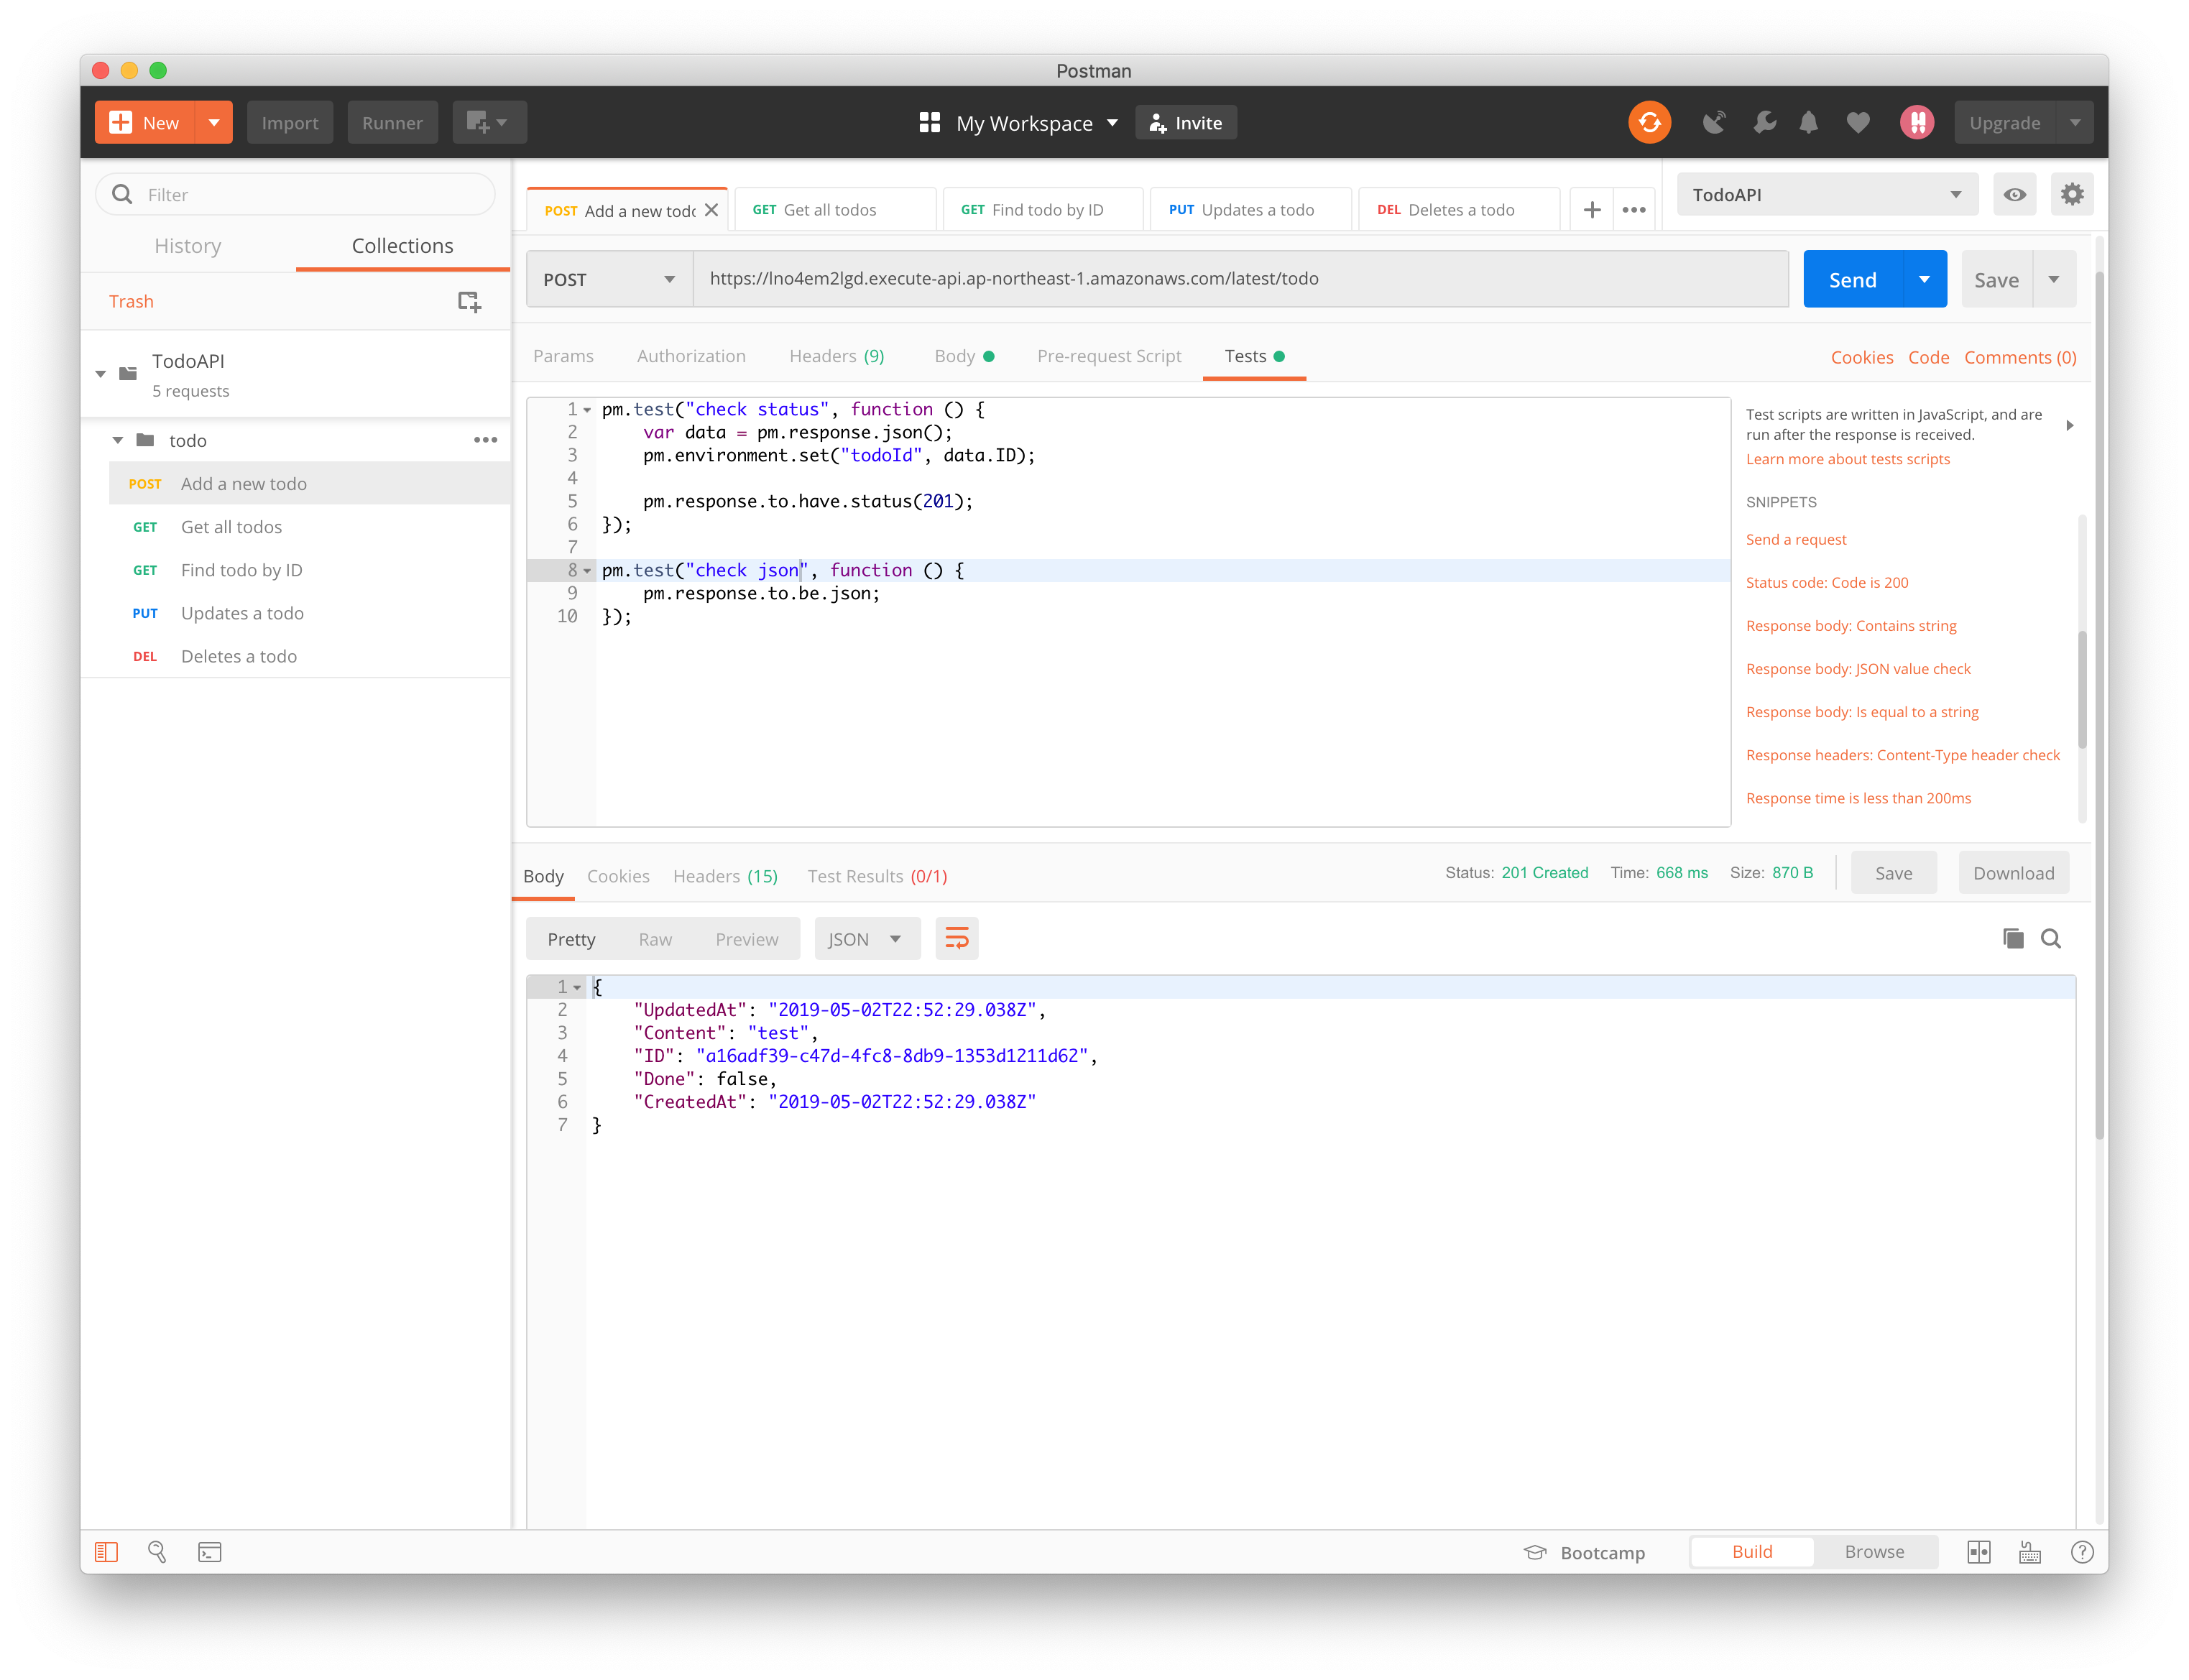 Postman
New
Import
Runner
My Workspace
Invite
Upgrade
Filter
History
Collections
Trash
TodoAPI
5 requests
todo
POST Add a new todo
GET Get all todos
GET Find todo by ID
PUT Updates a todo
DEL Deletes a todo
POST Add a new todo
GET Get all todos
GET Find todo by ID
PUT Updates a todo
DEL Deletes a todo
TodoAPI
POST
https://lno4em2lgd.execute-api.ap-northeast-1.amazonaws.com/latest/todo
Send
Save
Params
Authorization
Headers (9)
Body
Pre-request Script
Tests
Cookies
Code
Comments (0)
1 pm.test("check status", function () {
2 var data = pm.response.json();
3 pm.environment.set("todoId", data.ID);
4
5 pm.response.to.have.status(201);
6 });
7
8 pm.test("check json", function () {
9 pm.response.to.be.json;
10 });
Test scripts are written in JavaScript, and are
run after the response is received.
Learn more about tests scripts
SNIPPETS
Send a request
Status code: Code is 200
Response body: Contains string
Response body: JSON value check
Response body: Is equal to a string
Response headers: Content-Type header check
Response time is less than 200ms
Body
Cookies
Headers (15)
Test Results (0/1)
Status: 201 Created
Time: 668 ms
Size: 870 B
Save
Download
Pretty
Raw
Preview
JSON
1 {
2 "UpdatedAt": "2019-05-02T22:52:29.038Z",
3 "Content": "test",
4 "ID": "a16adf39-c47d-4fc8-8db9-1353d1211d62",
5 "Done": false,
6 "CreatedAt": "2019-05-02T22:52:29.038Z"
7 }
Bootcamp
Build
Browse